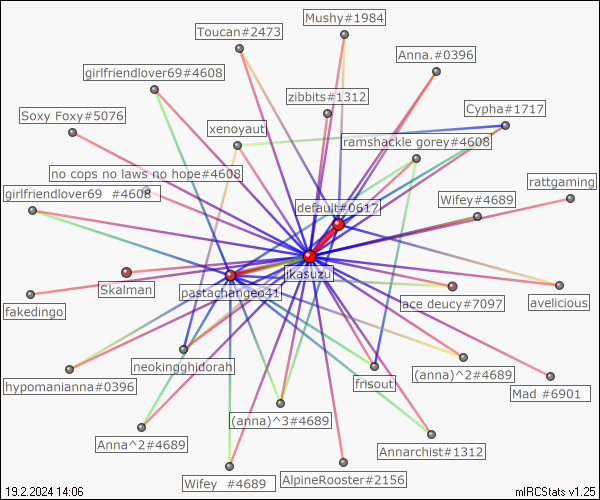 Mushy#1984
Toucan#2473
Anna.#0396
girlfriendlover69#4608
zibbits#1312
Cypha#1717
Soxy Foxy#5076
xenoyaut
ramshackle gorey#4608
no cops no laws no hope#4608
rattgaming
girlfriendlover69 #4608
Wifey#4689
default#0617
ikasuzu
Skalman
pastachangeo41
ace deucy#7097
avelicious
fakedingo
neokingghidorah
(anna)^2#4689
hypomanianna#0396
frisout
Mad #6901
(anna)^3#4689
Anna^2#4689
Annarchist#1312
Wifey #4689
AlpineRooster#2156
19.2.2024 14:06
mIRCStats v1.25